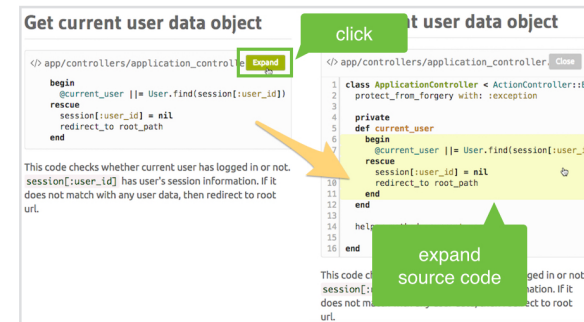 Get current user data object
click
nt user data object
</> app/controllers/application_controlle
Expand
</> app/controllers/application_controller.
Close
begin
@current_user ||= User.find(session[:user_id])
rescue
session[:user_id] = nil
redirect_to root_path
end
This code checks whether current user has logged in or not.
session[:user_id] has user's session information. If it
does not match with any user data, then redirect to root
url.
1 class ApplicationController < ActionController::B
2 protect_from_forgery with: :exception
3
4 private
5 def current_user
6 begin
7 @current_user ||= User.find(session[:user_i
rescue
session[:user_id] = nil
10 redirect_to root_path
11 end
12 end
13
14 help
15
16 end
expand
source code
This code ch
gged in or not
session[:u
mation. If it
does not ma
ect to root
url.